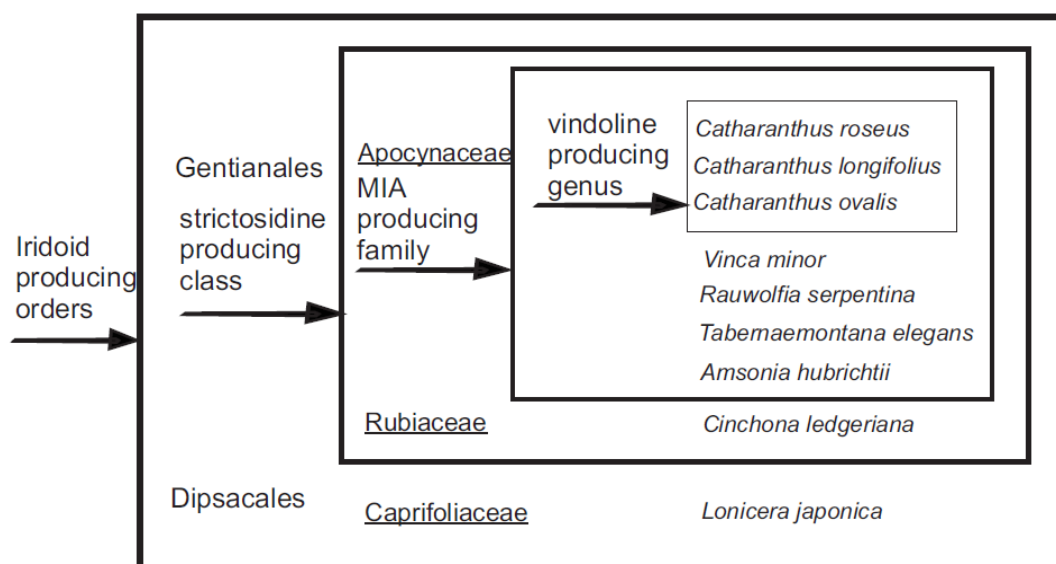 Iridoid
producing
orders
Gentianales
strictosidine
producing
class
Dipsacales
Apocynaceae
MIA
producing
family
Rubiaceae
Caprifoliaceae
vindoline
producing
genus
Catharanthus roseus
Catharanthus longifolius
Catharanthus ovalis
Vinca minor
Rauwolfia serpentina
Tabernaemontana elegans
Amsonia hubrichtii
Cinchona ledgeriana
Lonicera japonica